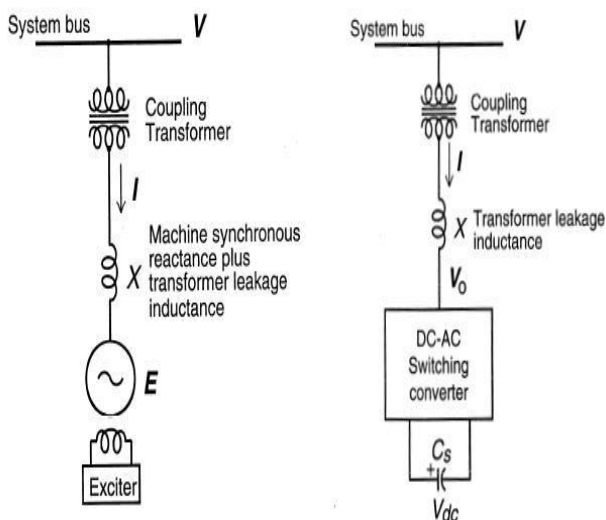 System bus
V
Coupling
Transformer
I
Machine synchronous
reactance plus
transformer leakage
inductance
X
E
Exciter
System bus
V
Coupling
Transformer
I
X
Transformer leakage
inductance
Vo
DC-AC
Switching
converter
Cs
+
Vdc